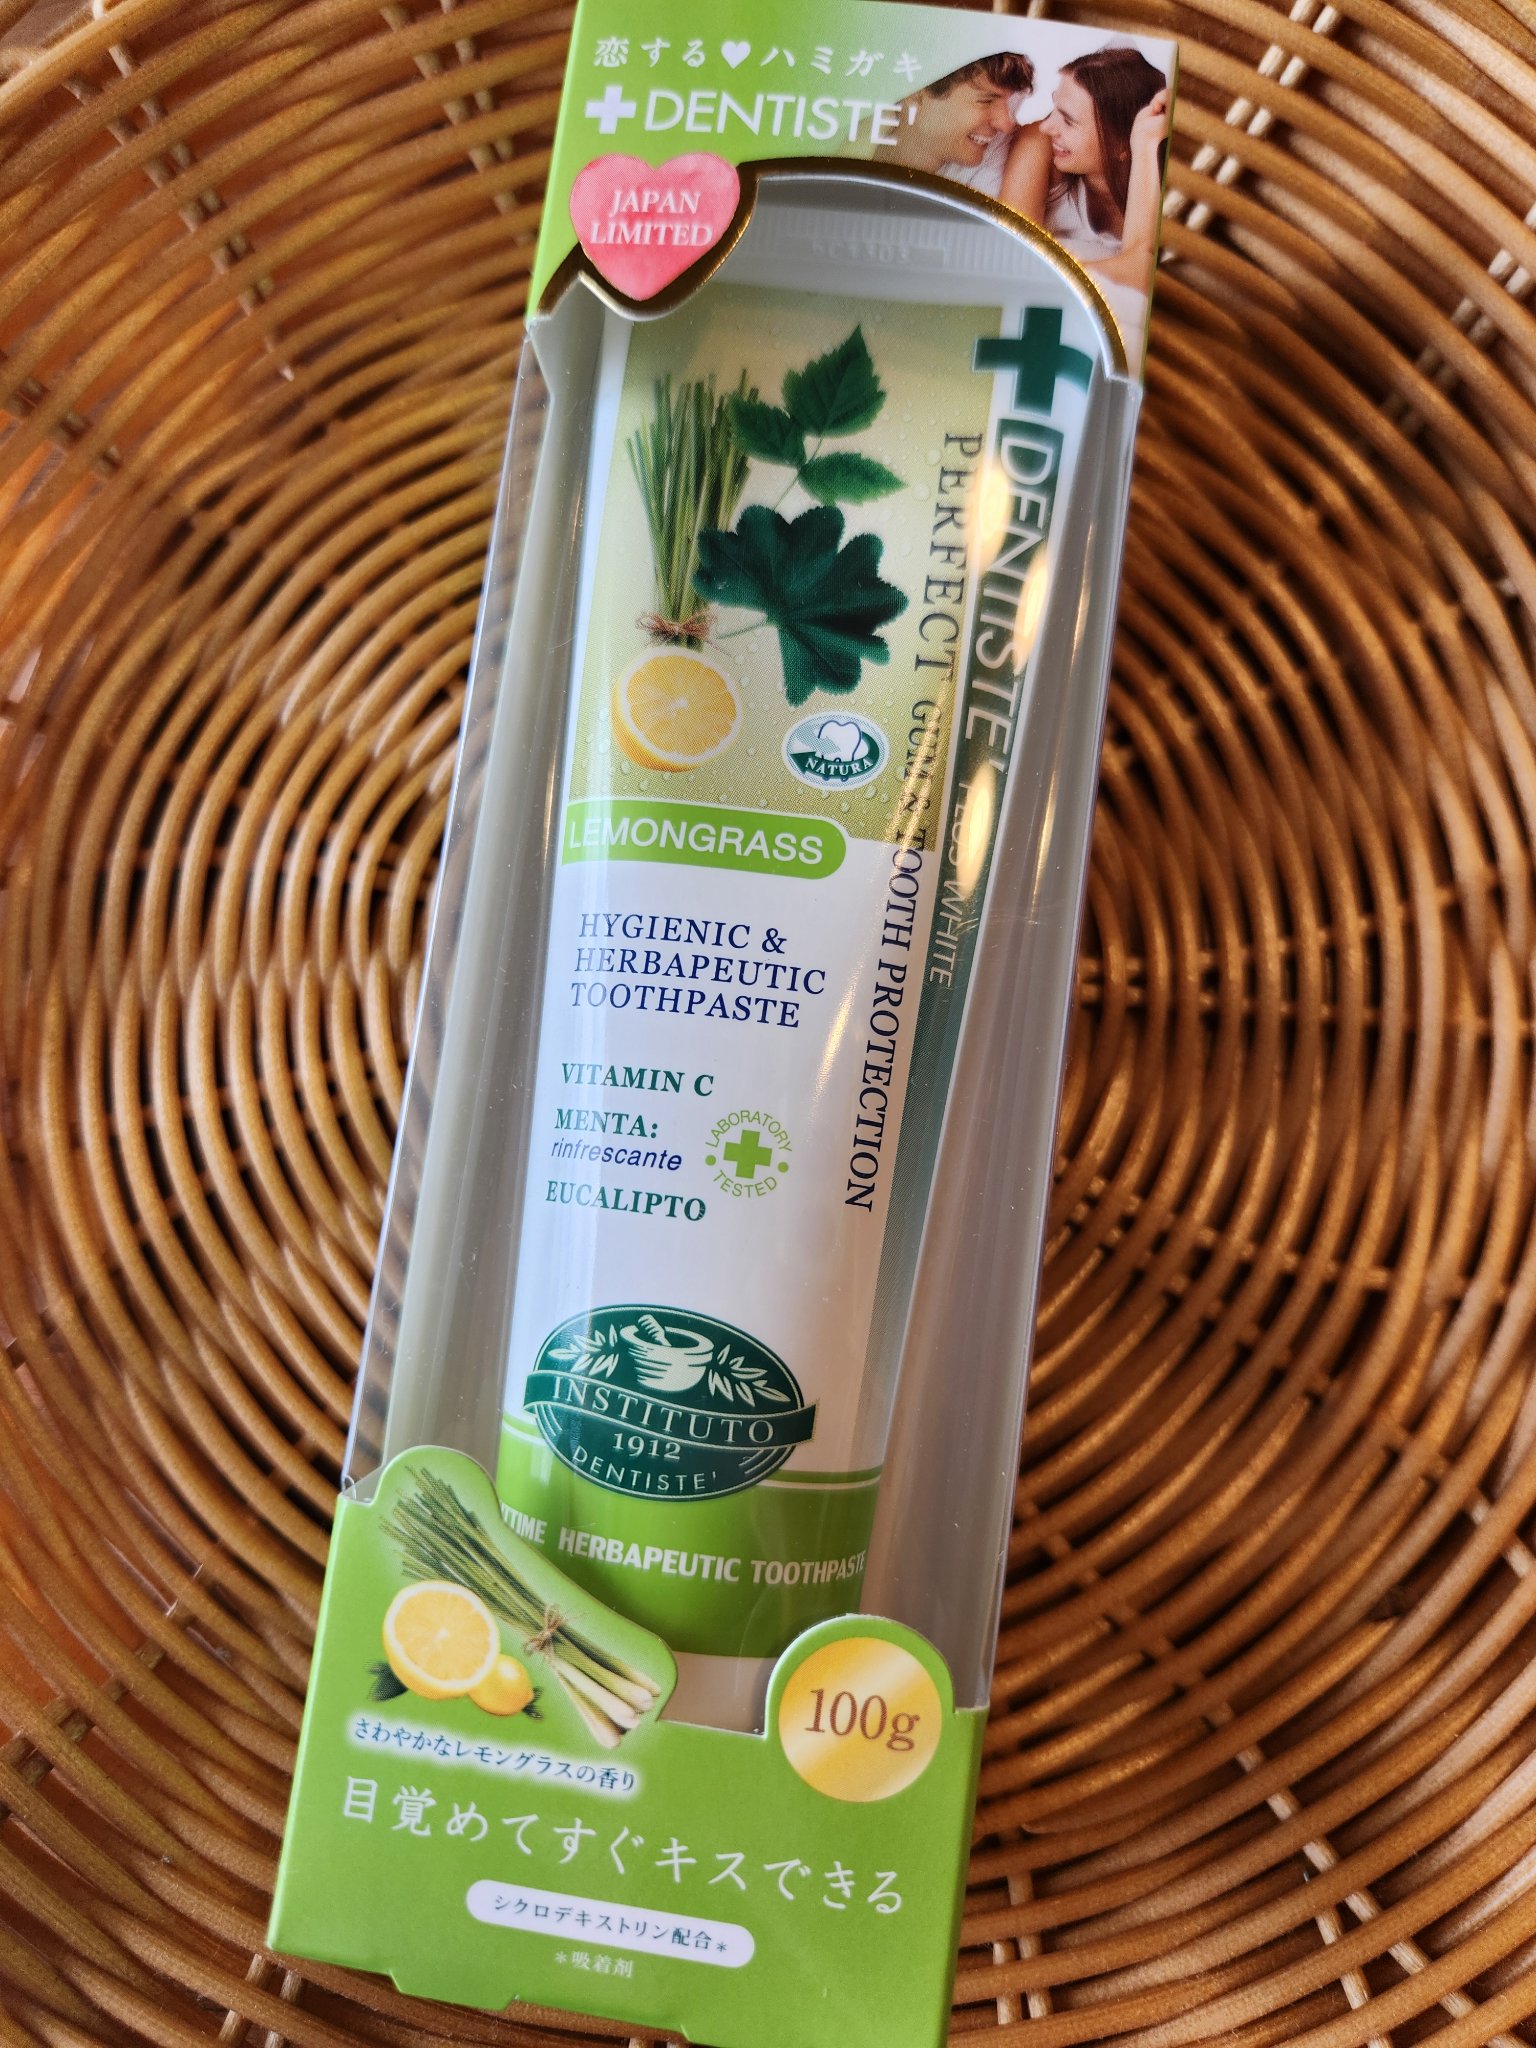 恋する♥ハミガキ
DENTISTE'
JAPAN
LIMITED
DENTISTE' PLUS WHITE
PERFECT GUM & TOOTH PROTECTION
NATURA
LEMONGRASS
HYGIENIC &
HERBAPEUTIC
TOOTHPASTE
VITAMIN C
MENTA:
rinfrescante
EUCALIPTO
LABORATORY
TESTED
INSTITUTO
1912
DENTISTE'
HERBAPEUTIC TOOTHPASTE
100g
さわやかなレモングラスの香り
目覚めてすぐキスできる
シクロデキストリン配合*
*吸着剤